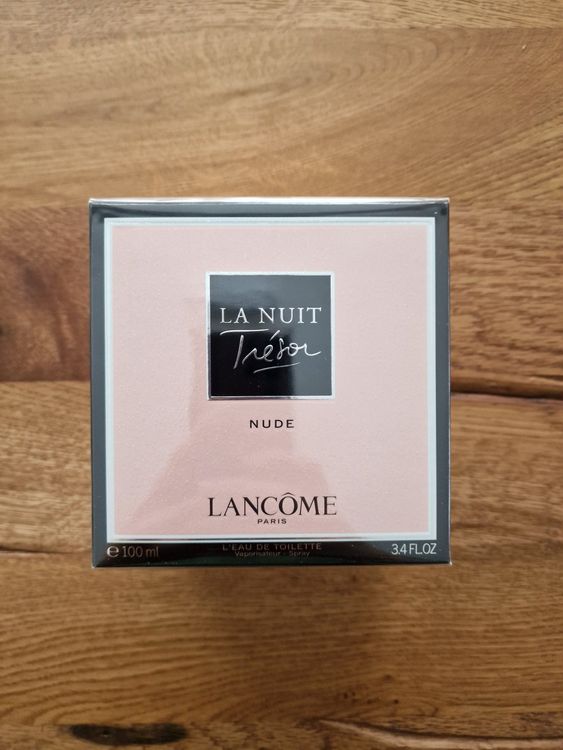 LA NUIT
Trésor
NUDE
LANCÔME
PARIS
e 100 ml
L'EAU DE TOILETTE
Vaporisateur - Spray
3.4 FL.OZ